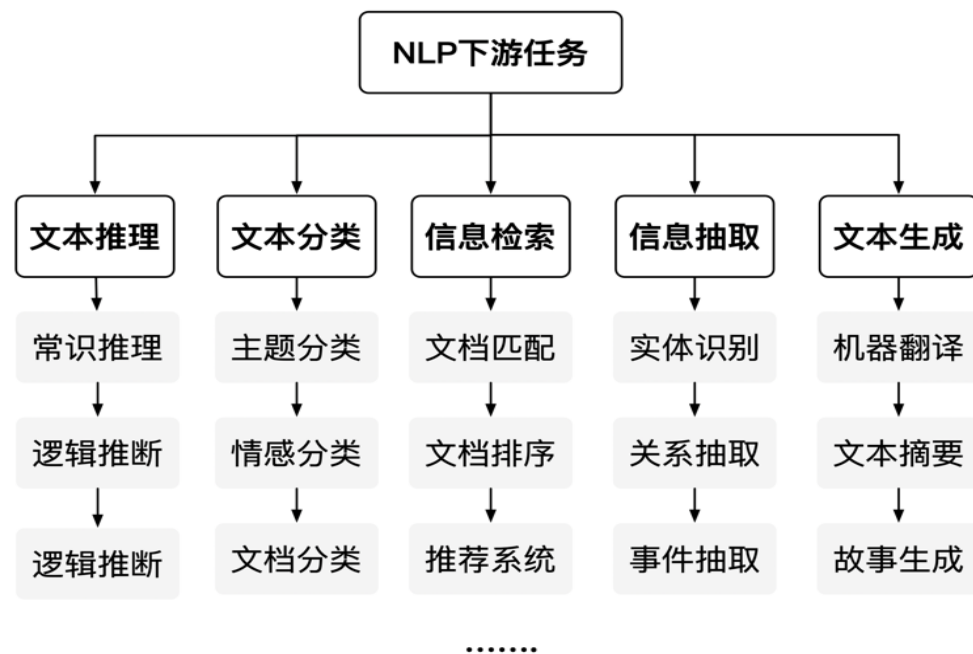 NLP下游任务
文本推理
文本分类
信息检索
信息抽取
文本生成
常识推理
主题分类
文档匹配
实体识别
机器翻译
逻辑推断
情感分类
文档排序
关系抽取
文本摘要
逻辑推断
文档分类
推荐系统
事件抽取
故事生成
.......